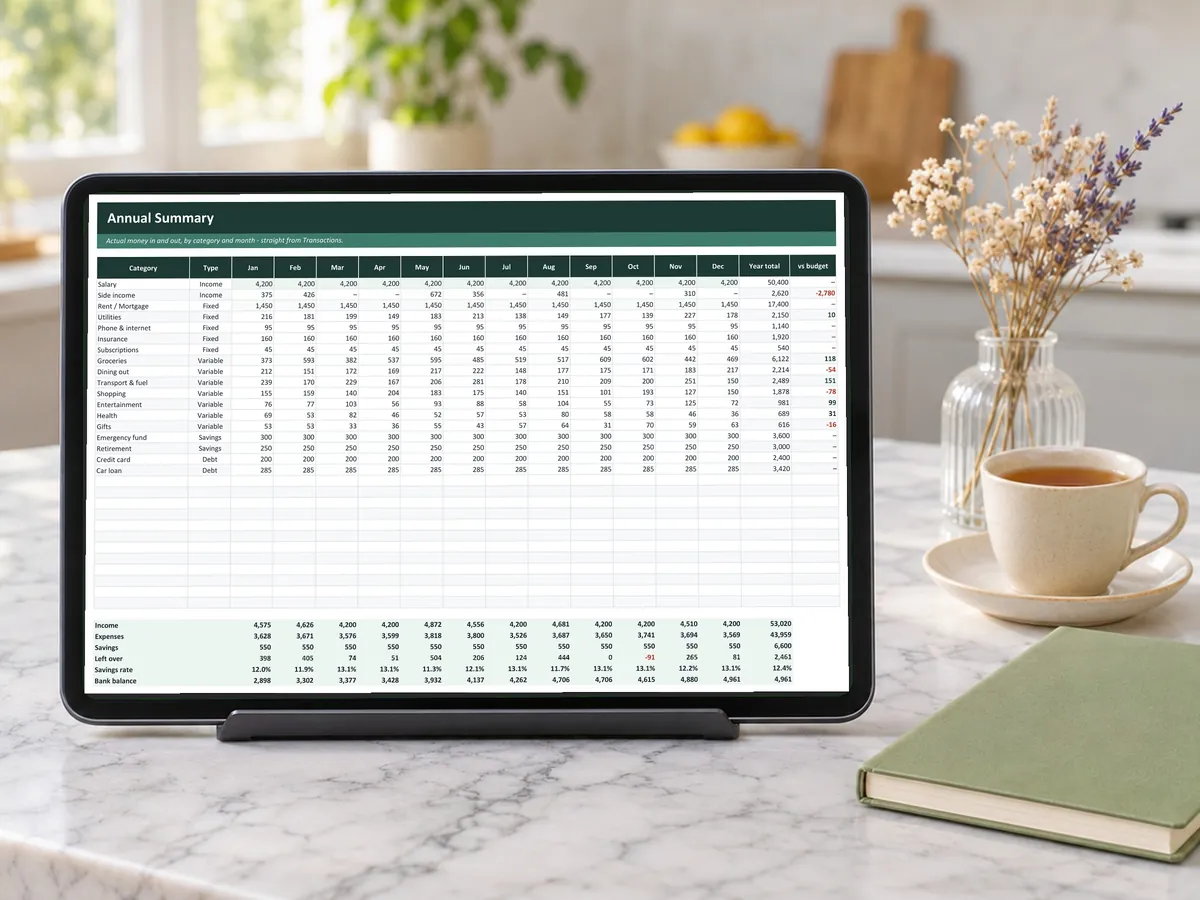 Annual Summary
Actual money in and out, by category and month - straight from Transactions.
Category Type Jan Feb Mar Apr May Jun Jul Aug Sep Oct Nov Dec Year total vs budget
Salary Income 4,200 4,200 4,200 4,200 4,200 4,200 4,200 4,200 4,200 4,200 4,200 4,200 50,400 –
Side income Income 375 426 – – 672 356 – 481 – – 310 – 2,620 -2,780
Rent / Mortgage Fixed 1,450 1,450 1,450 1,450 1,450 1,450 1,450 1,450 1,450 1,450 1,450 1,450 17,400 –
Utilities Fixed 216 181 199 149 183 213 138 149 177 139 227 178 2,150 10
Phone & internet Fixed 95 95 95 95 95 95 95 95 95 95 95 95 1,140 –
Insurance Fixed 160 160 160 160 160 160 160 160 160 160 160 160 1,920 –
Subscriptions Fixed 45 45 45 45 45 45 45 45 45 45 45 45 540 –
Groceries Variable 373 593 382 537 595 485 519 517 609 602 442 469 6,122 118
Dining out Variable 212 151 172 169 217 222 148 177 175 171 183 217 2,214 -54
Transport & fuel Variable 239 170 229 167 206 281 178 210 209 200 251 150 2,489 151
Shopping Variable 155 159 140 204 183 175 140 151 101 193 127 150 1,878 -78
Entertainment Variable 76 77 103 56 93 88 58 104 55 73 125 72 981 99
Health Variable 69 53 82 46 52 57 53 80 58 58 46 36 689 31
Gifts Variable 53 53 33 36 55 43 57 64 31 70 59 63 616 -16
Emergency fund Savings 300 300 300 300 300 300 300 300 300 300 300 300 3,600 –
Retirement Savings 250 250 250 250 250 250 250 250 250 250 250 250 3,000 –
Credit card Debt 200 200 200 200 200 200 200 200 200 200 200 200 2,400 –
Car loan Debt 285 285 285 285 285 285 285 285 285 285 285 285 3,420 –
Income 4,575 4,626 4,200 4,200 4,872 4,556 4,200 4,681 4,200 4,200 4,510 4,200 53,020
Expenses 3,628 3,671 3,576 3,599 3,818 3,800 3,526 3,687 3,650 3,741 3,694 3,569 43,959
Savings 550 550 550 550 550 550 550 550 550 550 550 550 6,600
Left over 398 405 74 51 504 206 124 444 0 -91 265 81 2,461
Savings rate 12.0% 11.9% 13.1% 13.1% 11.3% 12.1% 13.1% 11.7% 13.1% 13.1% 12.2% 13.1% 12.4%
Bank balance 2,898 3,302 3,377 3,428 3,932 4,137 4,262 4,706 4,706 4,615 4,880 4,961 4,961